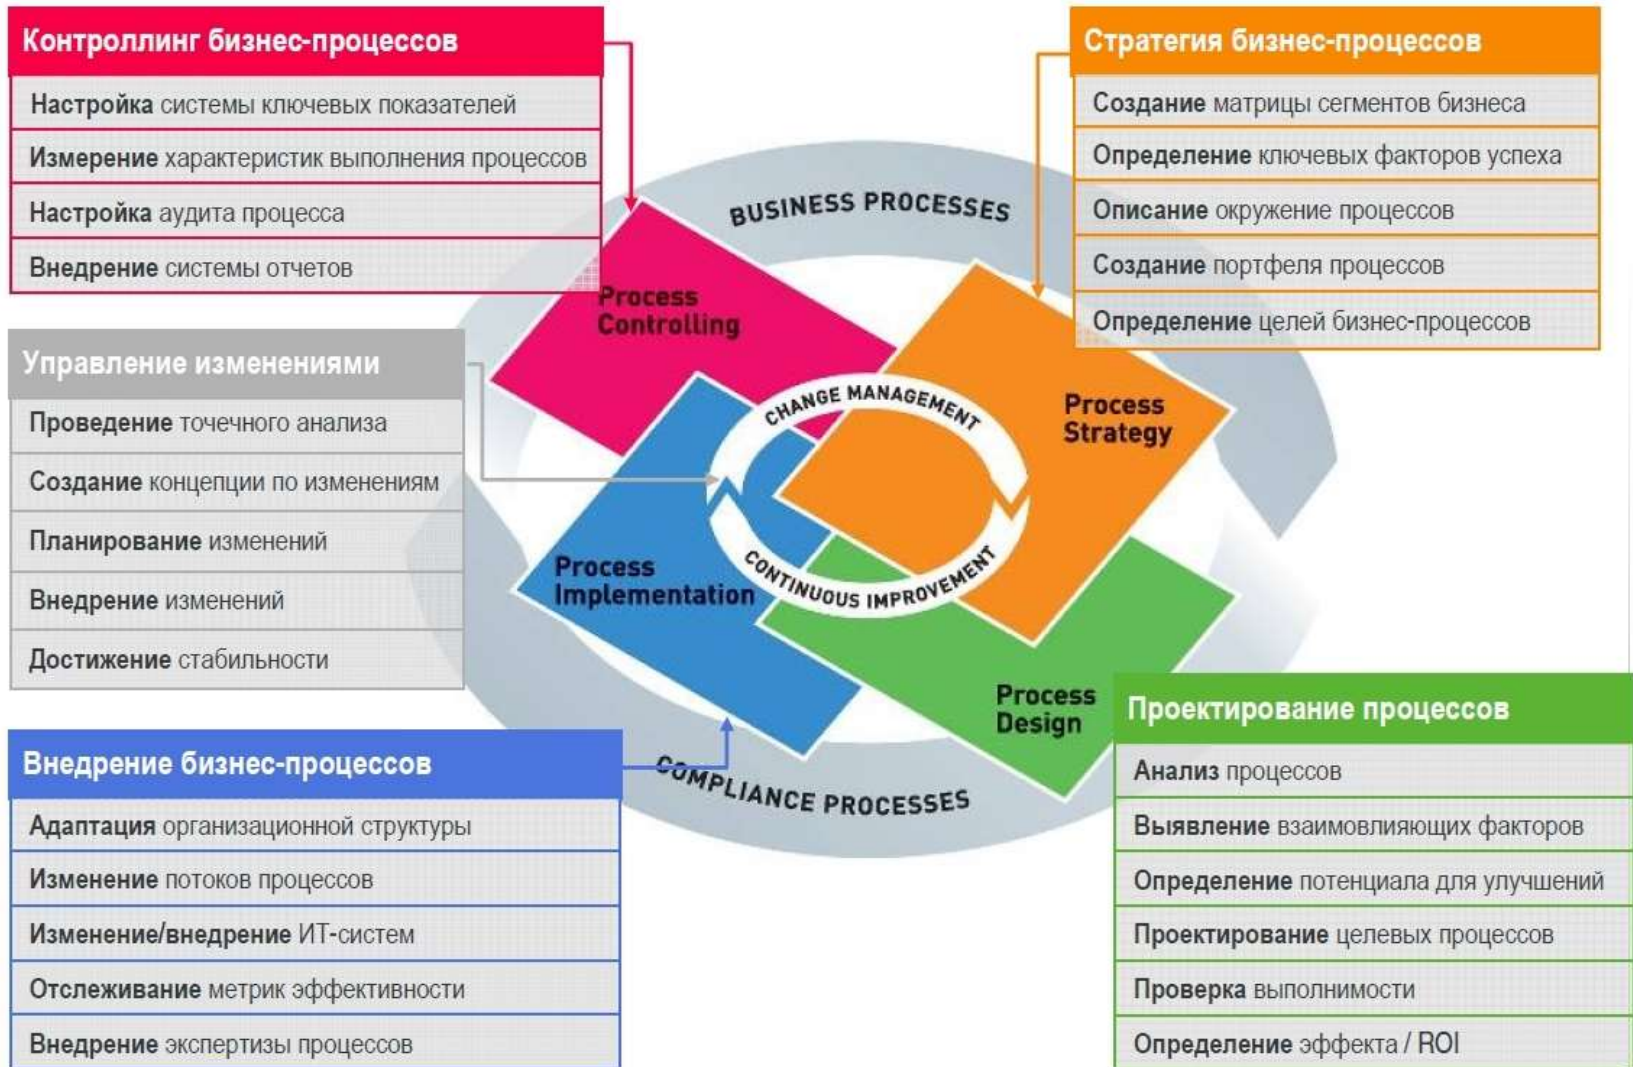 Контроллинг бизнес-процессов
Настройка системы ключевых показателей
Измерение характеристик выполнения процессов
Настройка аудита процесса
Внедрение системы отчетов
Стратегия бизнес-процессов
Создание матрицы сегментов бизнеса
Определение ключевых факторов успеха
Описание окружение процессов
Создание портфеля процессов
Определение целей бизнес-процессов
BUSINESS PROCESSES
Process
Controlling
Process
Strategy
CHANGE MANAGEMENT
CONTINUOUS IMPROVEMENT
Process
Implementation
Process
Design
COMPLIANCE PROCESSES
Управление изменениями
Проведение точечного анализа
Создание концепции по изменениям
Планирование изменений
Внедрение изменений
Достижение стабильности
Внедрение бизнес-процессов
Адаптация организационной структуры
Изменение потоков процессов
Изменение/внедрение ИТ-систем
Отслеживание метрик эффективности
Внедрение экспертизы процессов
Проектирование процессов
Анализ процессов
Выявление взаимовлияющих факторов
Определение потенциала для улучшений
Проектирование целевых процессов
Проверка выполнимости
Определение эффекта / ROI